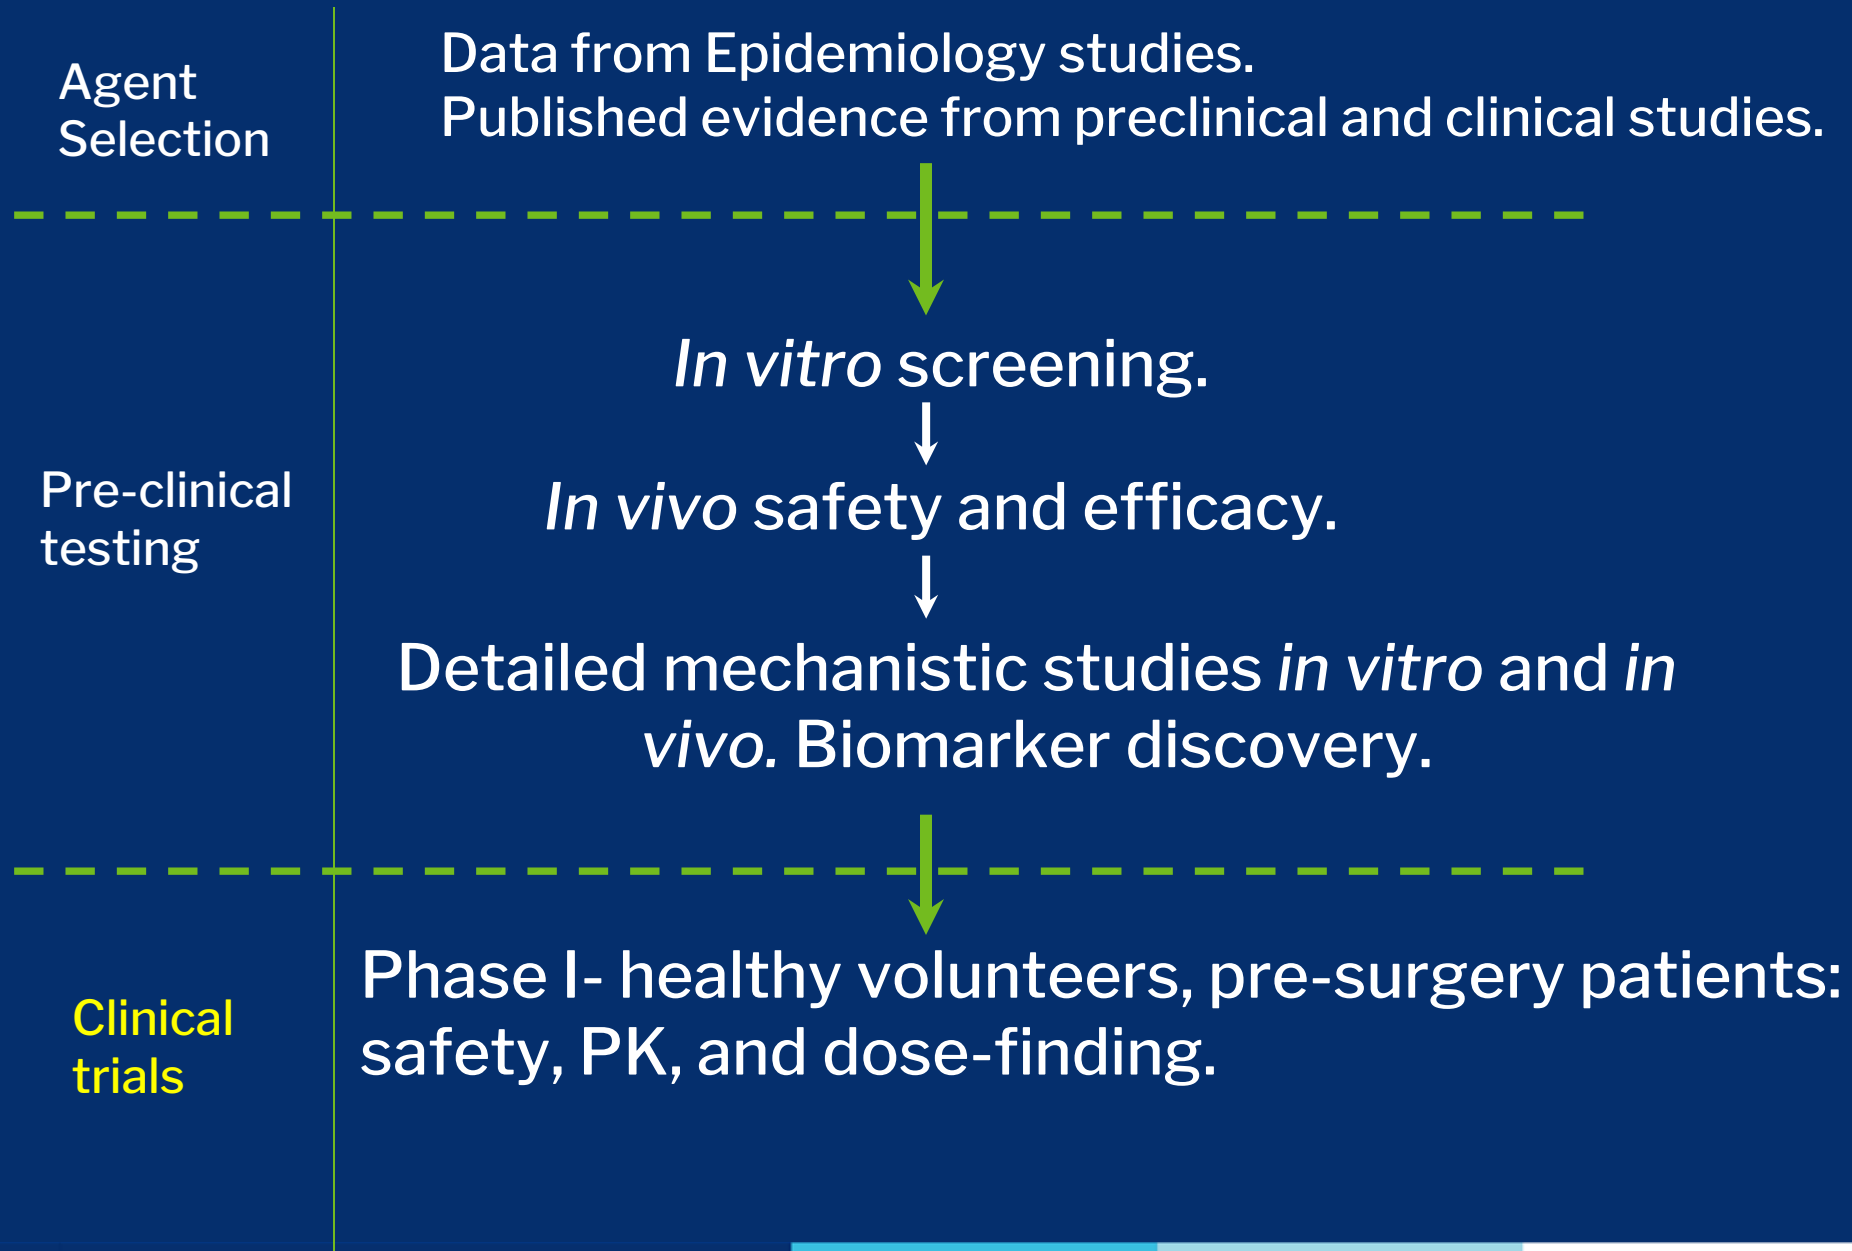 Agent
Selection
Data from Epidemiology studies.
Published evidence from preclinical and clinical studies.
In vitro screening.
In vivo safety and efficacy.
Pre-clinical
testing
Detailed mechanistic studies in vitro and in
vivo. Biomarker discovery.
Clinical
trials
Phase I- healthy volunteers, pre-surgery patients:
safety, PK, and dose-finding.